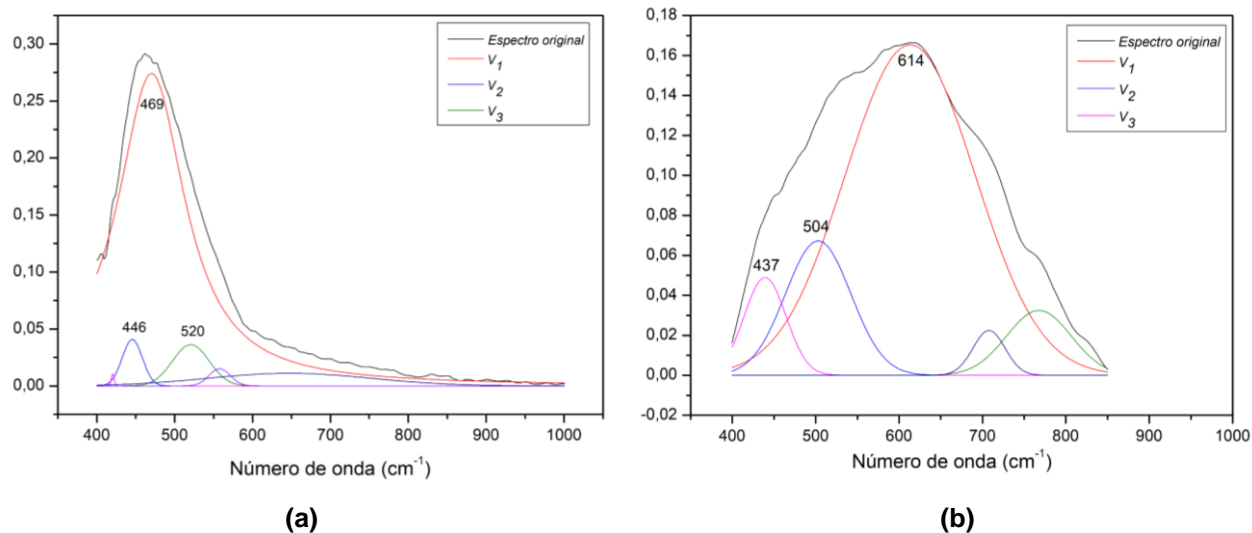 0,30
0,25
0,20
0,15
0,10
0,05
0,00
400 500 600 700 800 900 1000
Número de onda (cm⁻¹)
Espectro original
V₁
V₂
V₃
469
446
520
(a)
0,18
0,16
0,14
0,12
0,10
0,08
0,06
0,04
0,02
0,00
-0,02
400 500 600 700 800 900 1000
Número de onda (cm⁻¹)
Espectro original
V₁
V₂
V₃
614
504
437
(b)